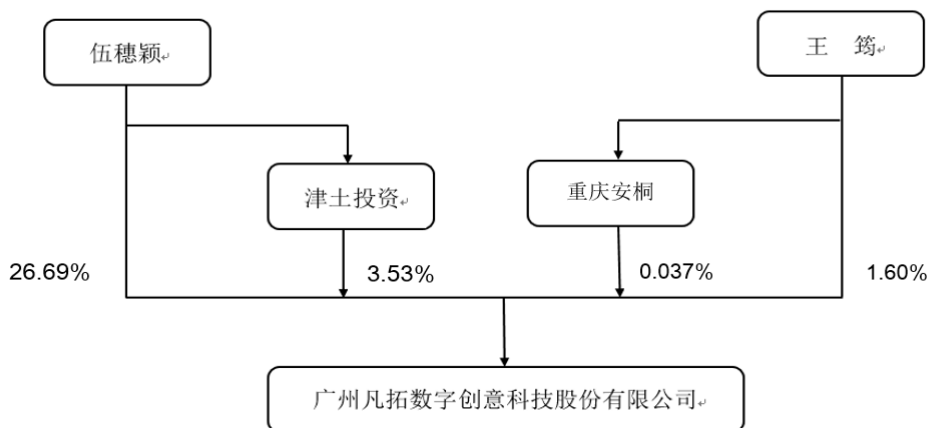 伍穗颖
王 筠
津土投资
重庆安桐
26.69%
3.53%
0.037%
1.60%
广州凡拓数字创意科技股份有限公司